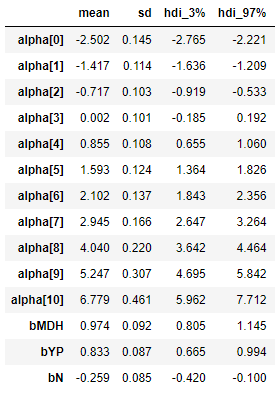 mean sd hdi_3% hdi_97%
alpha[0] -2.502 0.145 -2.765 -2.221
alpha[1] -1.417 0.114 -1.636 -1.209
alpha[2] -0.717 0.103 -0.919 -0.533
alpha[3] 0.002 0.101 -0.185 0.192
alpha[4] 0.855 0.108 0.655 1.060
alpha[5] 1.593 0.124 1.364 1.826
alpha[6] 2.102 0.137 1.843 2.356
alpha[7] 2.945 0.166 2.647 3.264
alpha[8] 4.040 0.220 3.642 4.464
alpha[9] 5.247 0.307 4.695 5.842
alpha[10] 6.779 0.461 5.962 7.712
bMDH 0.974 0.092 0.805 1.145
bYP 0.833 0.087 0.665 0.994
bN -0.259 0.085 -0.420 -0.100